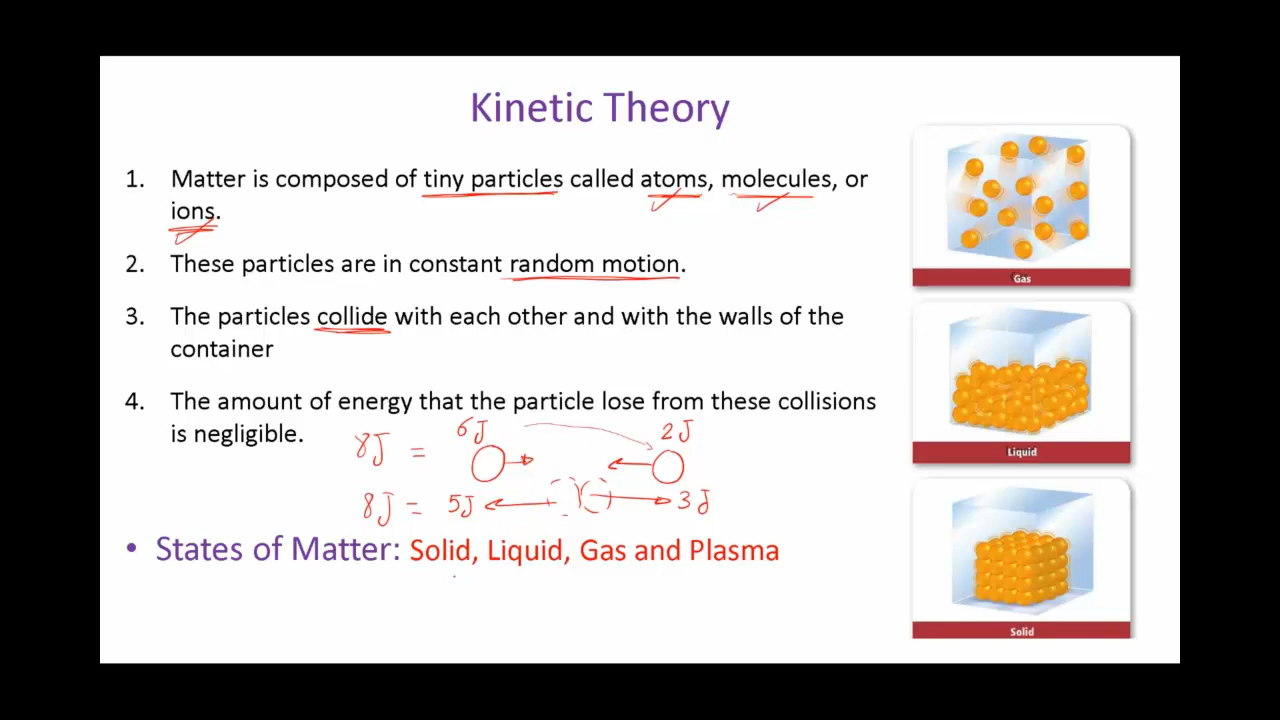 Kinetic Theory
1. Matter is composed of tiny particles called atoms, molecules, or
ions.
2. These particles are in constant random motion.
3. The particles collide with each other and with the walls of the
container
4. The amount of energy that the particle lose from these collisions
is negligible.
8J = 6J 2J
8J = 5J 3J
• States of Matter: Solid, Liquid, Gas and Plasma
Gas
Liquid
Solid